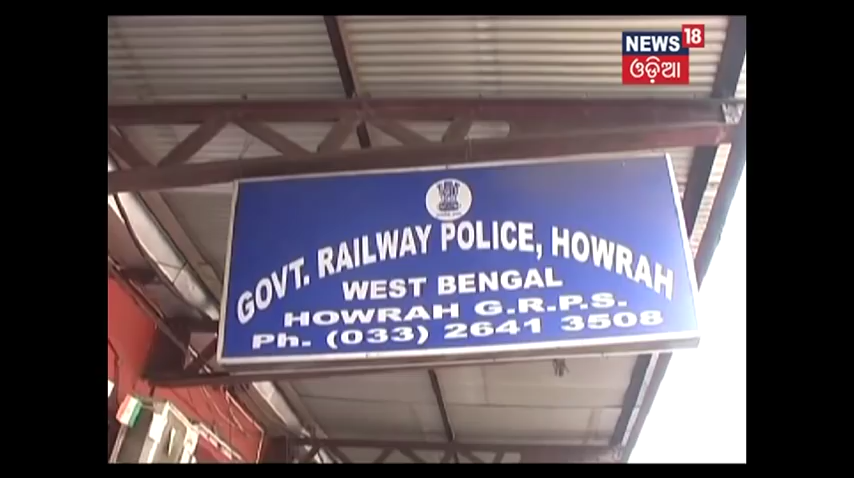 NEWS 18
ଓଡ଼ିଆ
GOVT. RAILWAY POLICE, HOWRAH
WEST BENGAL
HOWRAH G.R.P.S.
Ph. (033) 2641 3508